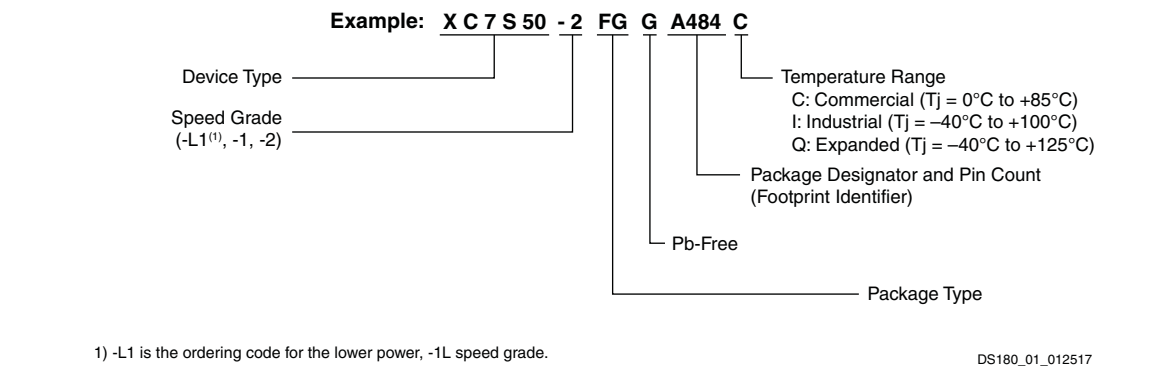 Example: X C 7 S 50 - 2 FG G A484 C
Device Type
Temperature Range
C: Commercial (Tj = 0°C to +85°C)
Speed Grade
(-L1(1), -1, -2)
I: Industrial (Tj = –40°C to +100°C)
Q: Expanded (Tj = –40°C to +125°C)
Package Designator and Pin Count
(Footprint Identifier)
Pb-Free
Package Type
1) -L1 is the ordering code for the lower power, -1L speed grade.
DS180_01_012517